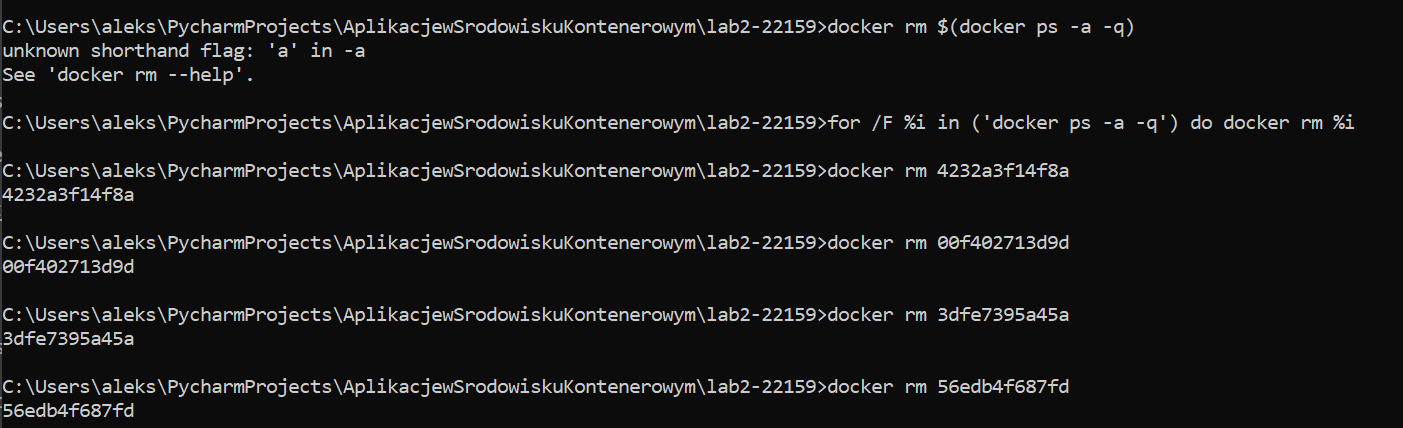 C:\Users\aleks\PycharmProjects\AplikacjewSrodowiskuKontenerowym\lab2-22159>docker rm $(docker ps -a -q)
unknown shorthand flag: 'a' in -a
See 'docker rm --help'.
C:\Users\aleks\PycharmProjects\AplikacjewSrodowiskuKontenerowym\lab2-22159>for /F %i in ('docker ps -a -q') do docker rm %i
C:\Users\aleks\PycharmProjects\AplikacjewSrodowiskuKontenerowym\lab2-22159>docker rm 4232a3f14f8a
4232a3f14f8a
C:\Users\aleks\PycharmProjects\AplikacjewSrodowiskuKontenerowym\lab2-22159>docker rm 00f402713d9d
00f402713d9d
C:\Users\aleks\PycharmProjects\AplikacjewSrodowiskuKontenerowym\lab2-22159>docker rm 3dfe7395a45a
3dfe7395a45a
C:\Users\aleks\PycharmProjects\AplikacjewSrodowiskuKontenerowym\lab2-22159>docker rm 56edb4f687fd
56edb4f687fd